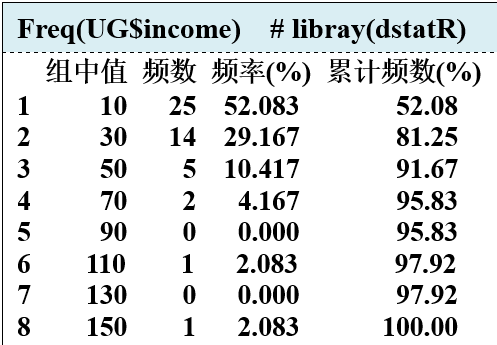 Freq(UG$income) # libray(dstatR)
组中值 频数 频率(%) 累计频数(%)
1 10 25 52.083 52.08
2 30 14 29.167 81.25
3 50 5 10.417 91.67
4 70 2 4.167 95.83
5 90 0 0.000 95.83
6 110 1 2.083 97.92
7 130 0 0.000 97.92
8 150 1 2.083 100.00